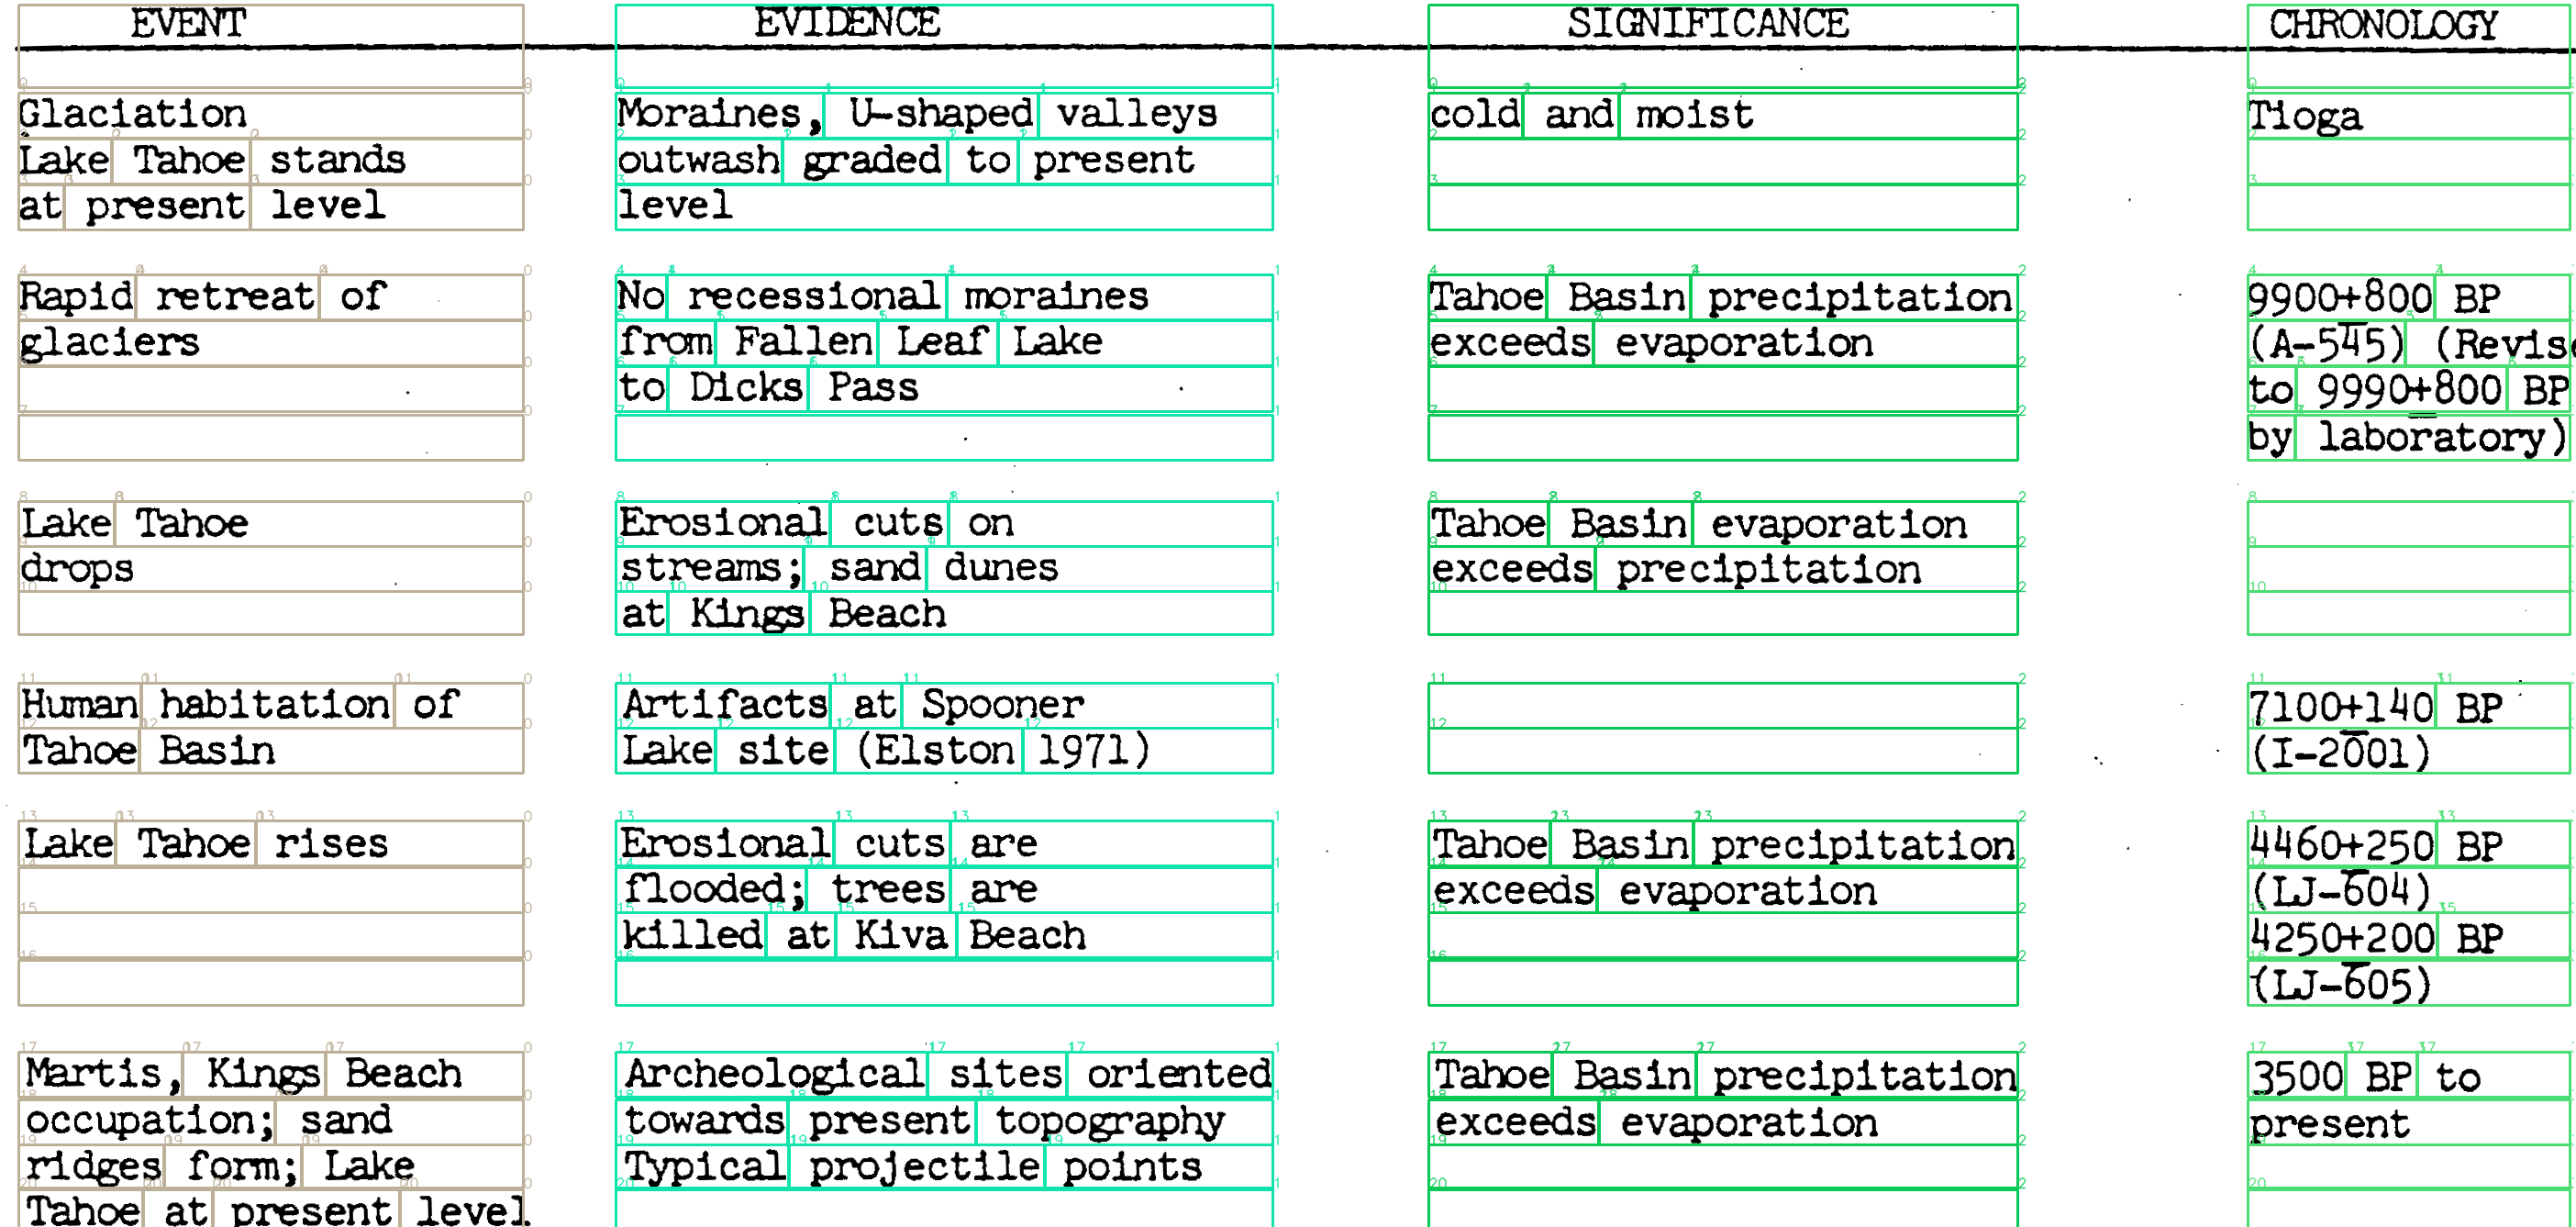 EVENT EVIDENCE SIGNIFICANCE CHRONOLOGY
Glaciation Moraines, U-shaped valleys cold and moist Tioga
Lake Tahoe stands outwash graded to present
at present level level
Rapid retreat of No recessional moraines Tahoe Basin precipitation 9900±800 BP
glaciers from Fallen Leaf Lake exceeds evaporation (A-545)
to Dicks Pass to 9990±800 BP
by laboratory)
Lake Tahoe Erosional cuts on Tahoe Basin evaporation
drops streams; sand dunes exceeds precipitation
at Kings Beach
Human habitation of Artifacts at Spooner 7100±140 BP
Tahoe Basin Lake site (Elston 1971) (I-2001)
Lake Tahoe rises Erosional cuts are Tahoe Basin precipitation 4460±250 BP
flooded; trees are exceeds evaporation (LJ-604)
killed at Kiva Beach 4250±200 BP
(LJ-605)
Martis, Kings Beach Archeological sites oriented Tahoe Basin precipitation 3500 BP to
occupation; sand towards present topography exceeds evaporation present
ridges form; Lake Typical projectile points
Tahoe at present level